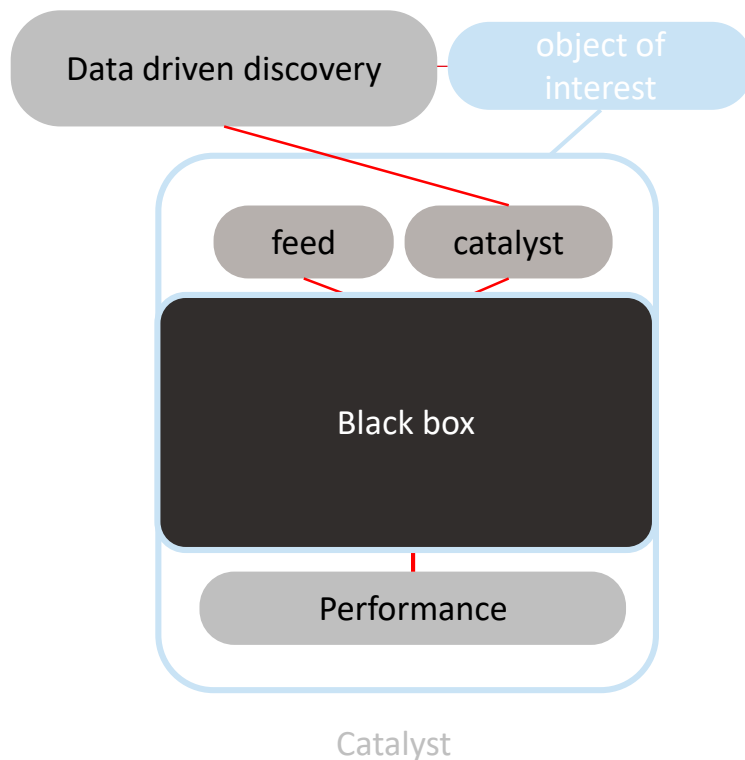 Data driven discovery
object of
interest
feed
catalyst
Black box
Performance
Catalyst